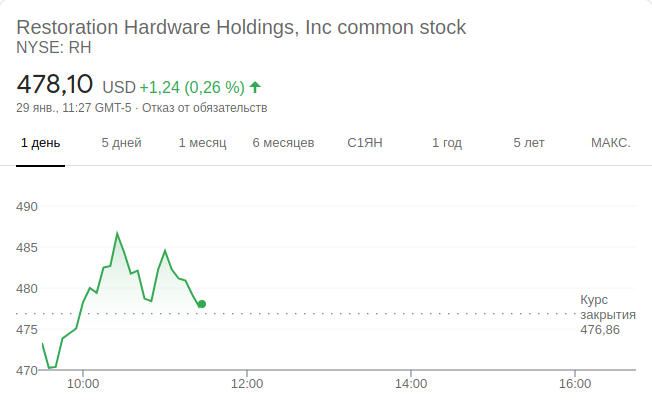 Restoration Hardware Holdings, Inc common stock
NYSE: RH
478,10 USD +1,24 (0,26 %)
29 янв., 11:27 GMT-5 · Отказ от обязательств
1 день 5 дней 1 месяц 6 месяцев С1ЯН 1 год 5 лет МАКС.
490
485
480
475
470
Курс
закрытия
476,86
10:00 12:00 14:00 16:00